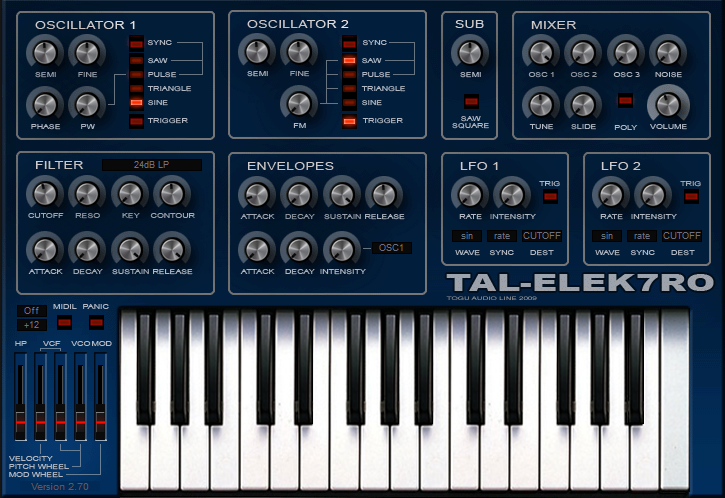 OSCILLATOR 1
SYNC
SAW
SEMI FINE PULSE
TRIANGLE
SINE
PHASE PW TRIGGER
OSCILLATOR 2
SYNC
SAW
SEMI FINE PULSE
TRIANGLE
SINE
FM TRIGGER
SUB
SEMI
SAW
SQUARE
MIXER
OSC 1 OSC 2 OSC 3 NOISE
TUNE SLIDE POLY VOLUME
FILTER 24dB LP
CUTOFF RESO KEY CONTOUR
ATTACK DECAY SUSTAIN RELEASE
ENVELOPES
ATTACK DECAY SUSTAIN RELEASE
OSC1
ATTACK DECAY INTENSITY
LFO 1
TRIG
RATE INTENSITY
sin rate CUTOFF
WAVE SYNC DEST
LFO 2
TRIG
RATE INTENSITY
sin rate CUTOFF
WAVE SYNC DEST
TAL-ELEK7RO
TOGU AUDIO LINE 2009
Off MIDIL PANIC
+12
HP VCF VCO MOD
VELOCITY
PITCH WHEEL
MOD WHEEL
Version 2.70